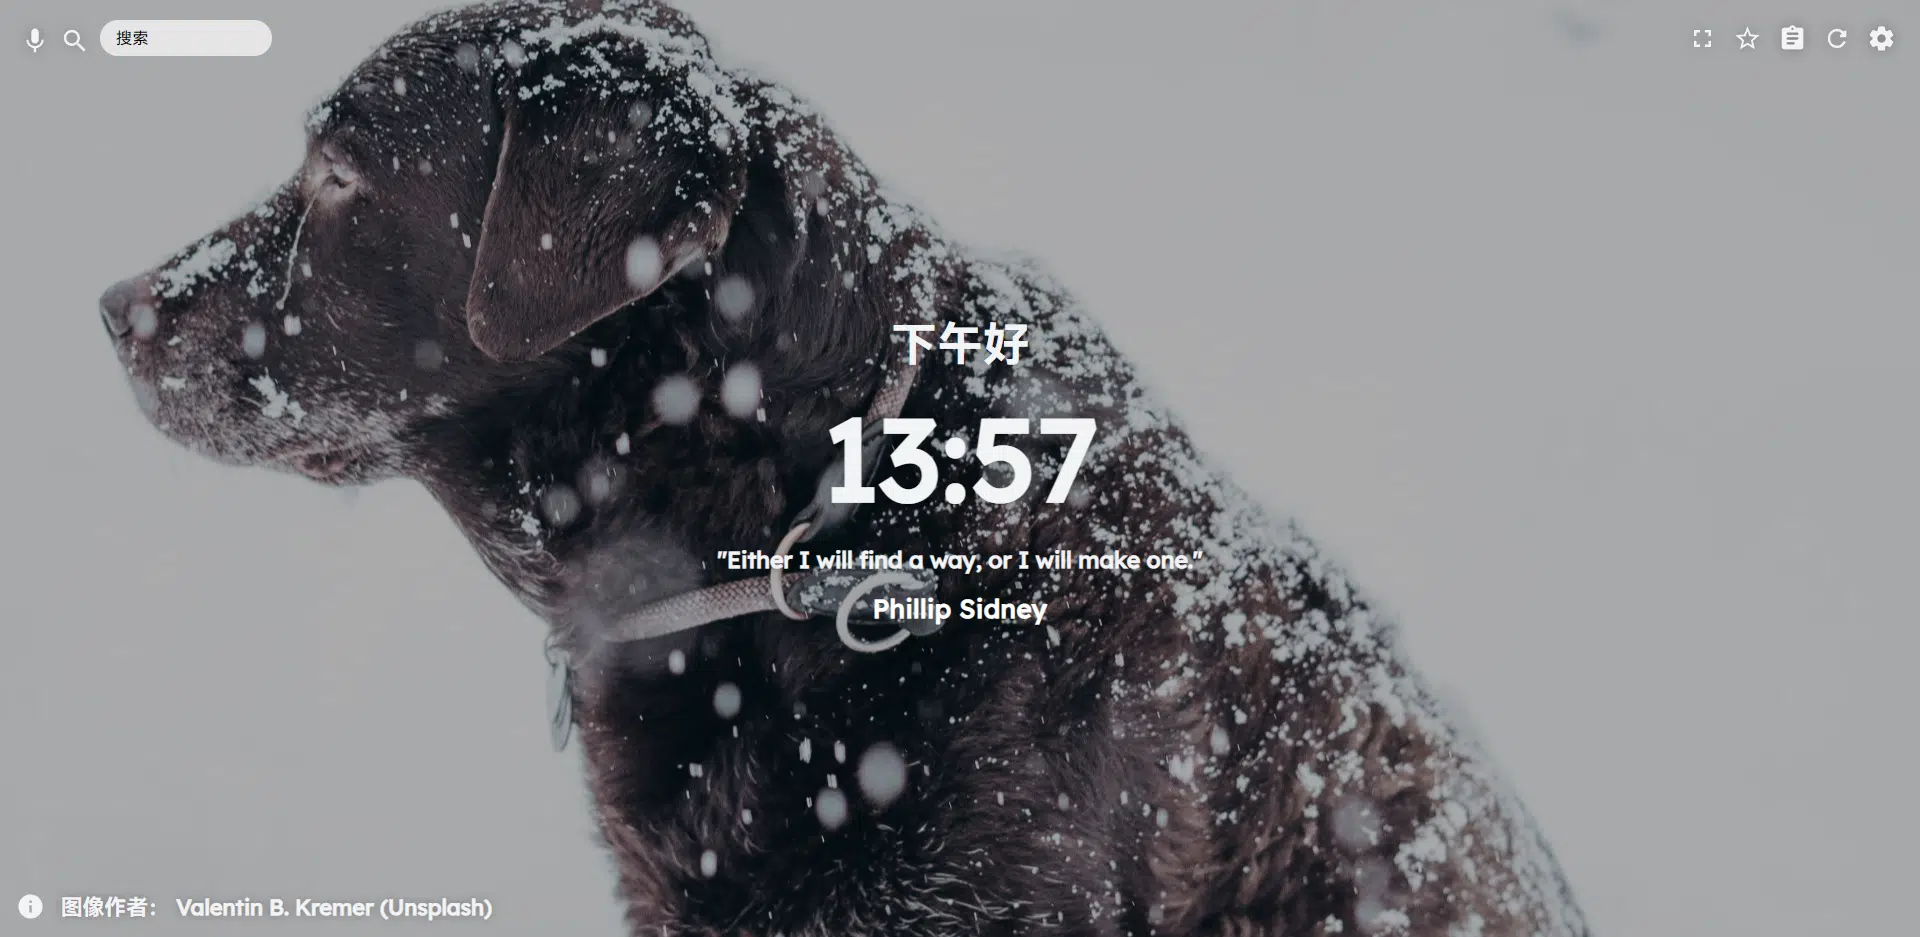 搜索
下午好
13:57
"Either I will find a way, or I will make one."
Phillip Sidney
图像作者： Valentin B. Kremer (Unsplash)